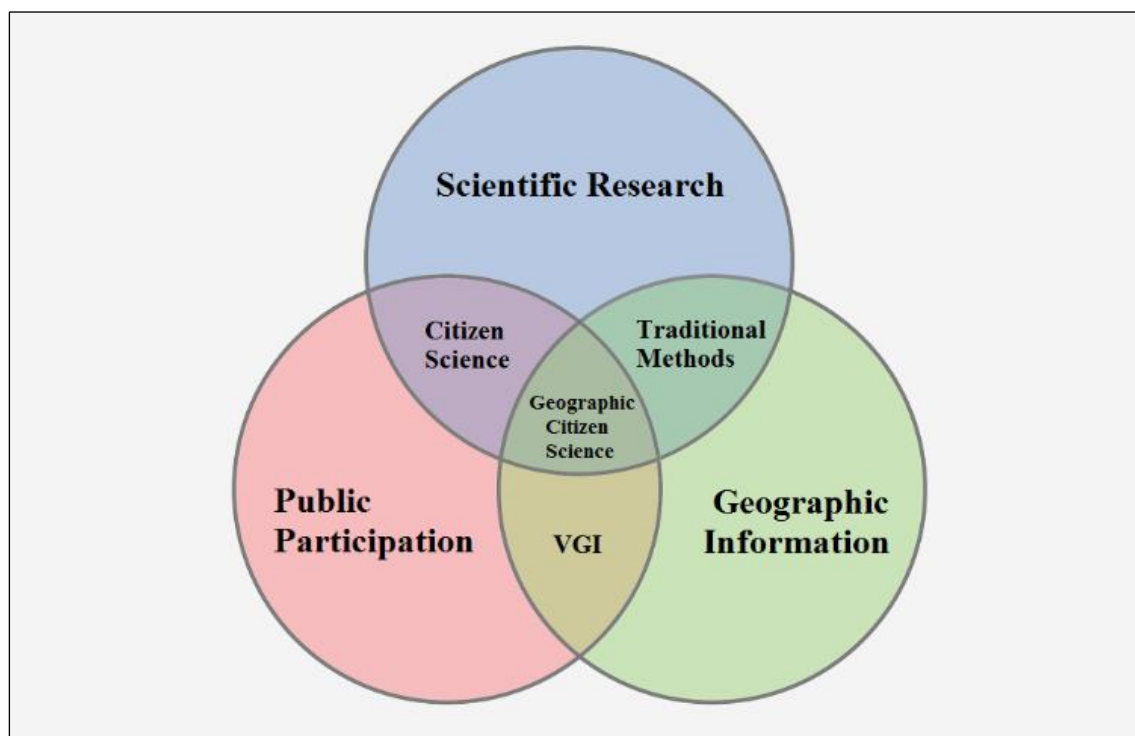 Scientific Research
Citizen
Science
Traditional
Methods
Geographic
Citizen
Science
Public
Participation
VGI
Geographic
Information